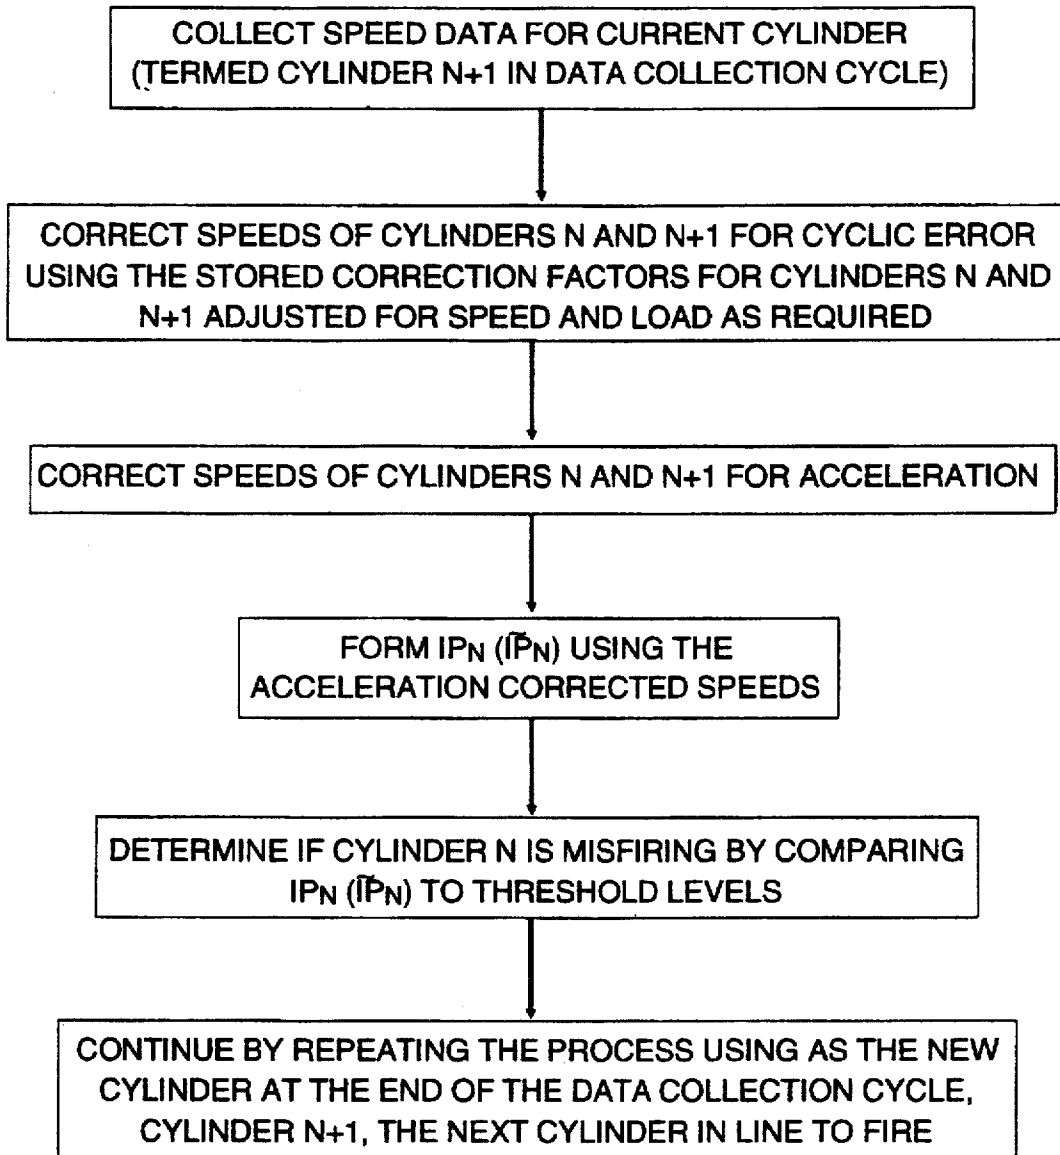 COLLECT SPEED DATA FOR CURRENT CYLINDER
(TERMED CYLINDER N+1 IN DATA COLLECTION CYCLE)
CORRECT SPEEDS OF CYLINDERS N AND N+1 FOR CYCLIC ERROR
USING THE STORED CORRECTION FACTORS FOR CYLINDERS N AND
N+1 ADJUSTED FOR SPEED AND LOAD AS REQUIRED
CORRECT SPEEDS OF CYLINDERS N AND N+1 FOR ACCELERATION
FORM IPN (I͠PN) USING THE
ACCELERATION CORRECTED SPEEDS
DETERMINE IF CYLINDER N IS MISFIRING BY COMPARING
IPN (I͠PN) TO THRESHOLD LEVELS
CONTINUE BY REPEATING THE PROCESS USING AS THE NEW
CYLINDER AT THE END OF THE DATA COLLECTION CYCLE,
CYLINDER N+1, THE NEXT CYLINDER IN LINE TO FIRE